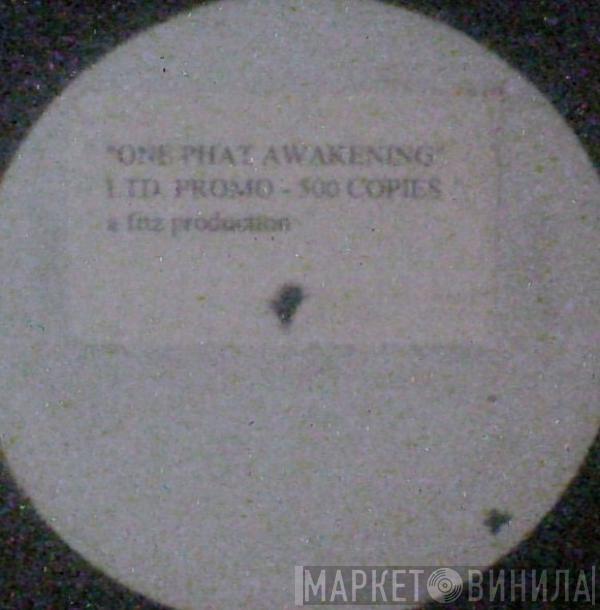 "ONE PHAT AWAKENING"
LTD. PROMO - 500 COPIES
a fitz production
МАРКЕТ ВИНИЛА